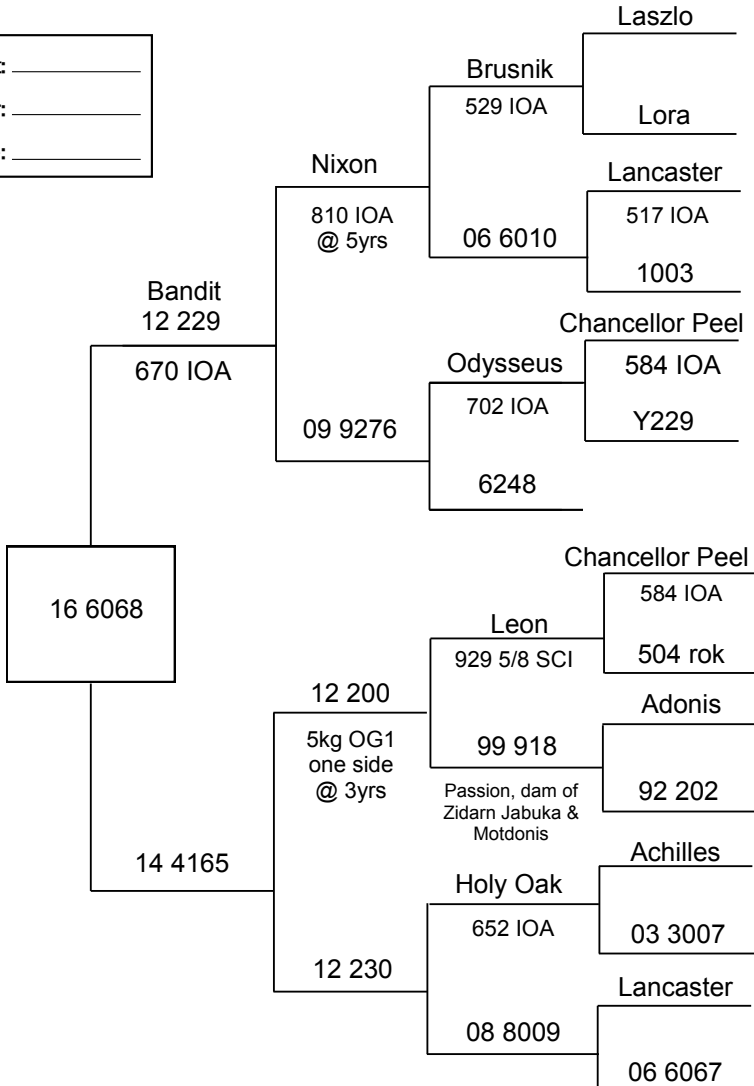 Laszlo
Brusnik
529 IOA
Lora
Nixon
Lancaster
810 IOA
@ 5yrs
517 IOA
06 6010
1003
Bandit
12 229
670 IOA
Chancellor Peel
Odysseus
584 IOA
702 IOA
09 9276
Y229
6248
16 6068
Chancellor Peel
584 IOA
Leon
929 5/8 SCI
504 rok
12 200
Adonis
5kg OG1
one side
@ 3yrs
99 918
92 202
Passion, dam of
Zidarn Jabuka &
Motdonis
14 4165
Achilles
Holy Oak
652 IOA
03 3007
12 230
Lancaster
08 8009
06 6067